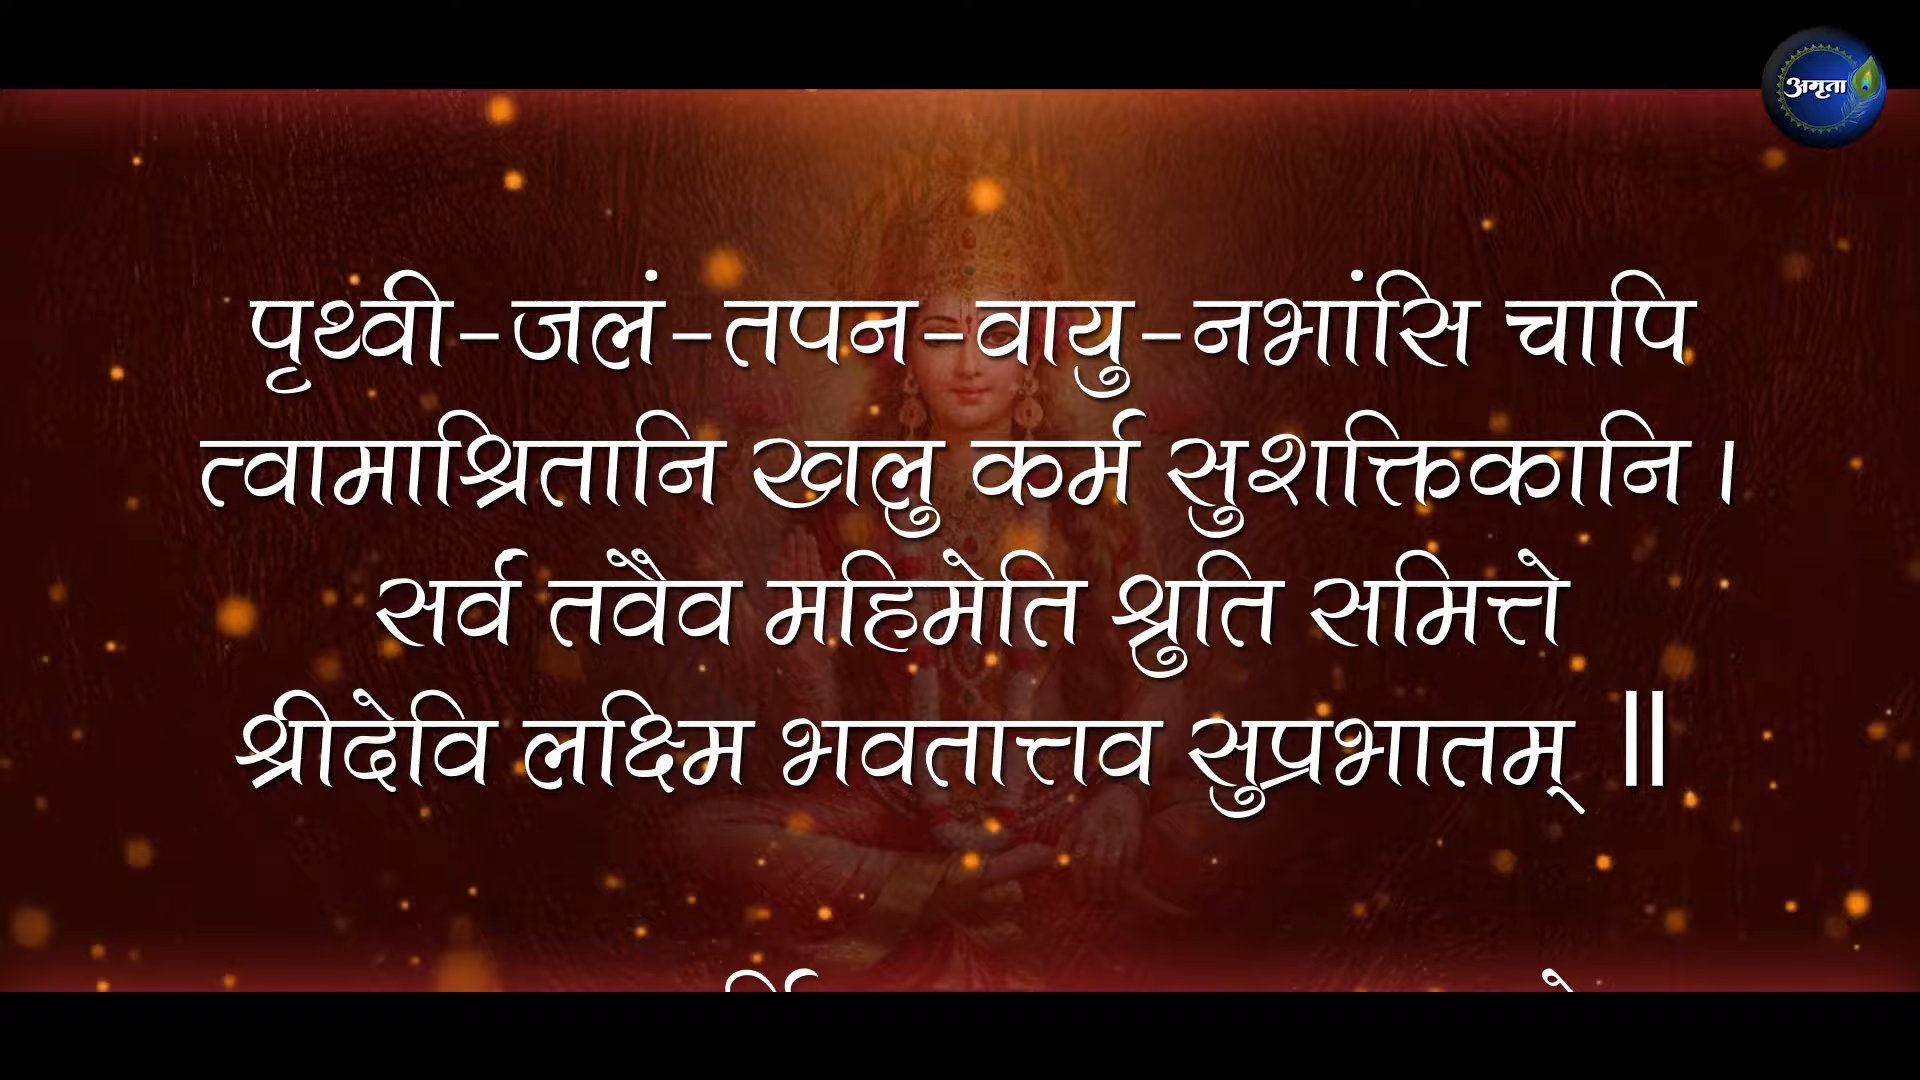 अमृता
पृथ्वी-जलं-तपन-वायु-नभांसि चापि
त्वामाश्रितानि खलु कर्म सुशक्तिकानि ।
सर्व तवैव महिमेति श्रुति समित्ते
श्रीदेवि लक्ष्मि भवतात्तव सुप्रभातम् ॥